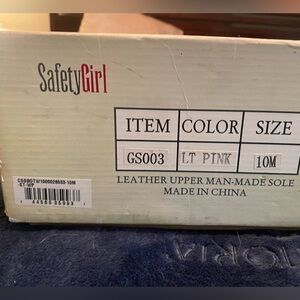 SafetyGirl
ITEM COLOR SIZE
GS003 LT PINK 10M
LEATHER UPPER MAN-MADE SOLE
MADE IN CHINA